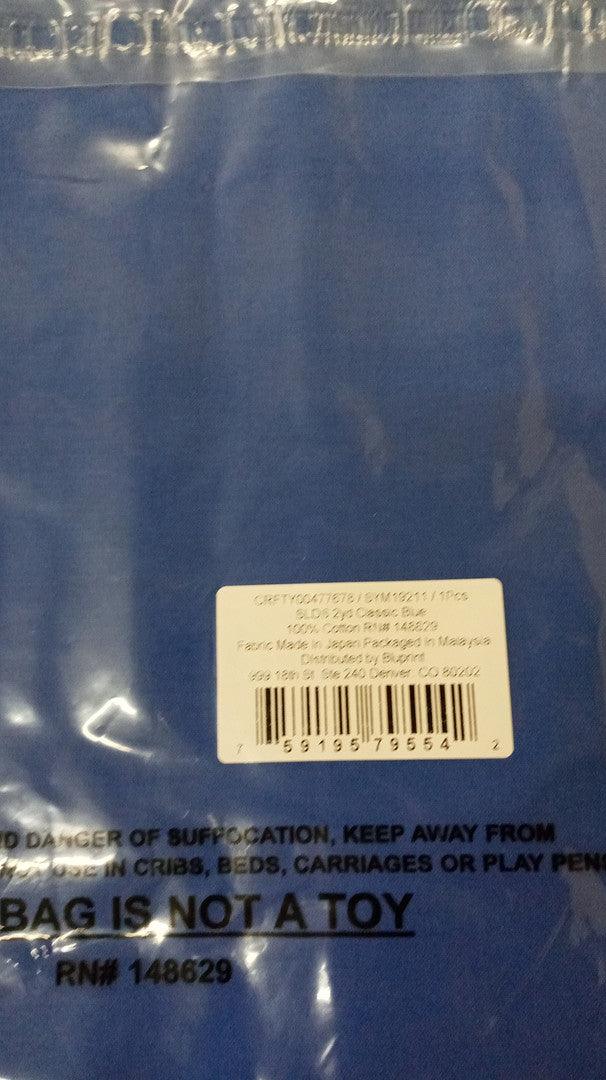 CRFTY00477678 / SYM19211 / 1Pcs
SLDS 2yd Classic Blue
100% Cotton RN# 148629
Fabric Made in Japan Packaged in Malaysia
Distributed by Bluprint
999 18th St. Ste 240 Denver, CO 80202
7 59195 79554 2
DANGER OF SUFFOCATION, KEEP AWAY FROM
USE IN CRIBS, BEDS, CARRIAGES OR PLAY PENS
BAG IS NOT A TOY
RN# 148629